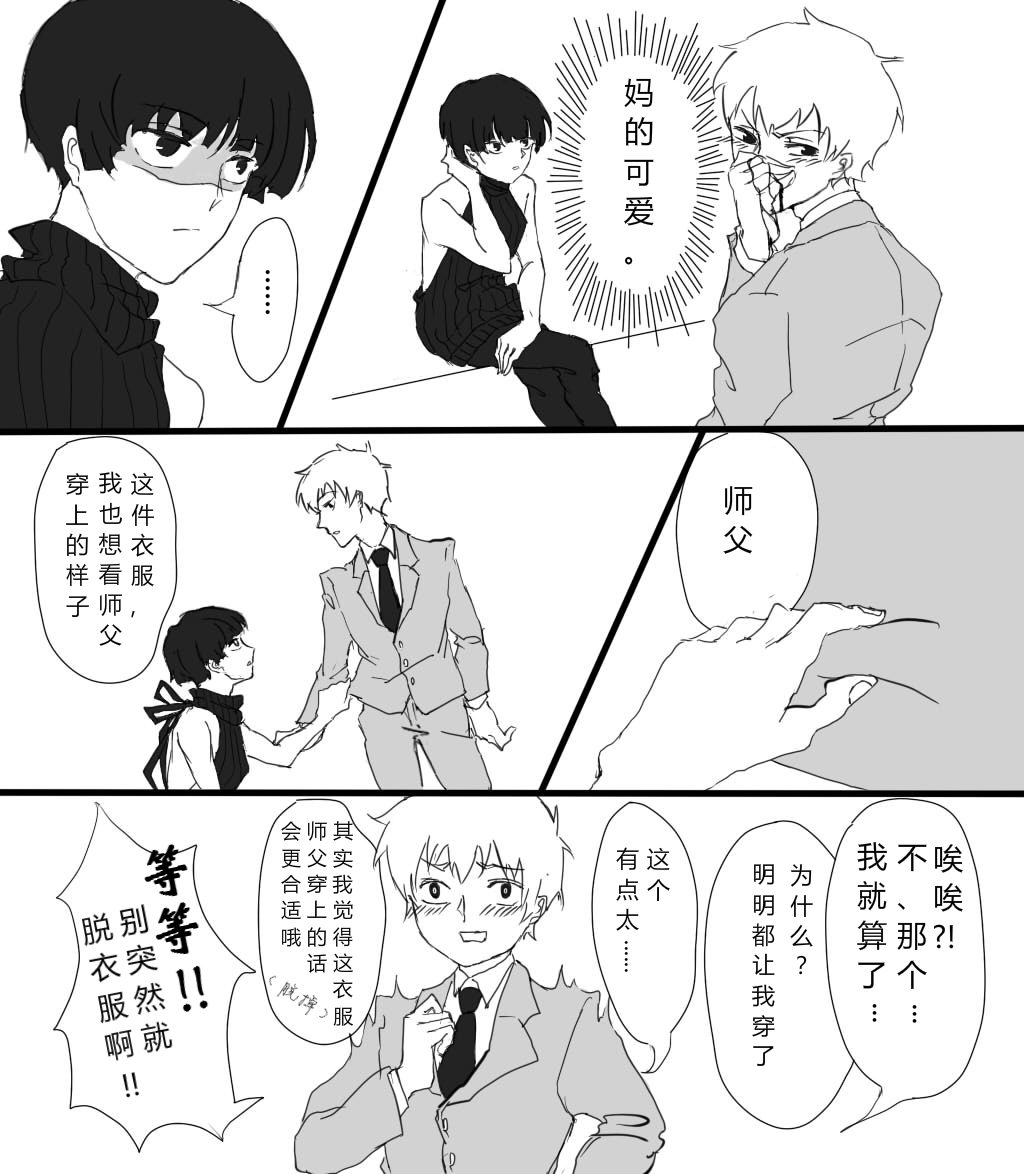 妈的可爱。
……
师父
这件衣服，
我也想看师父
穿上的样子
唉唉?!
不、那个…
我就算了…
为什么？
明明都让我穿了
这个
有点太……
其实我觉得这衣服
师父穿上的话
会更合适哦
（脱掉）
等等!!
别突然就
脱衣服啊!!